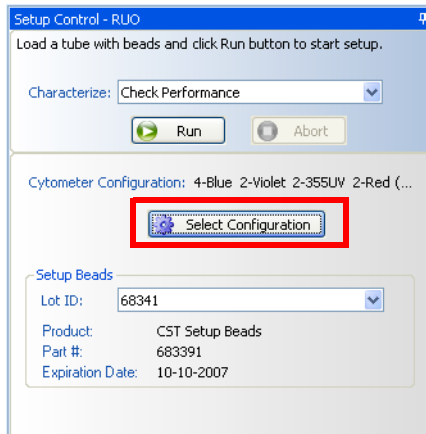 Setup Control - RUO
Load a tube with beads and click Run button to start setup.
Characterize: Check Performance
Run Abort
Cytometer Configuration: 4-Blue 2-Violet 2-355UV 2-Red (...
Select Configuration
Setup Beads
Lot ID: 68341
Product: CST Setup Beads
Part #: 683391
Expiration Date: 10-10-2007